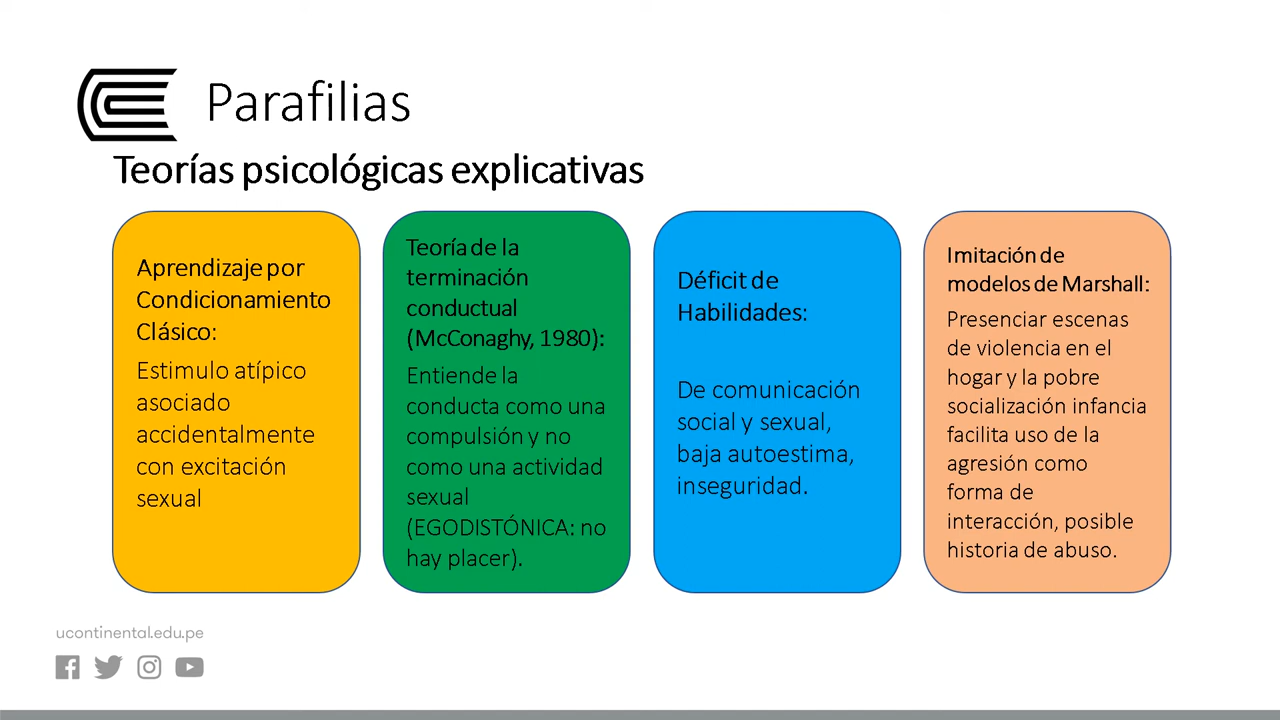 Parafilias
Teorías psicológicas explicativas
Aprendizaje por
Condicionamiento
Clásico:
Estimulo atípico
asociado
accidentalmente
con excitación
sexual
Teoría de la
terminación
conductual
(McConaghy, 1980):
Entiende la
conducta como una
compulsión y no
como una actividad
sexual
(EGODISTÓNICA: no
hay placer).
Déficit de
Habilidades:
De comunicación
social y sexual,
baja autoestima,
inseguridad.
Imitación de
modelos de Marshall:
Presenciar escenas
de violencia en el
hogar y la pobre
socialización infancia
facilita uso de la
agresión como
forma de
interacción, posible
historia de abuso.
ucontinental.edu.pe